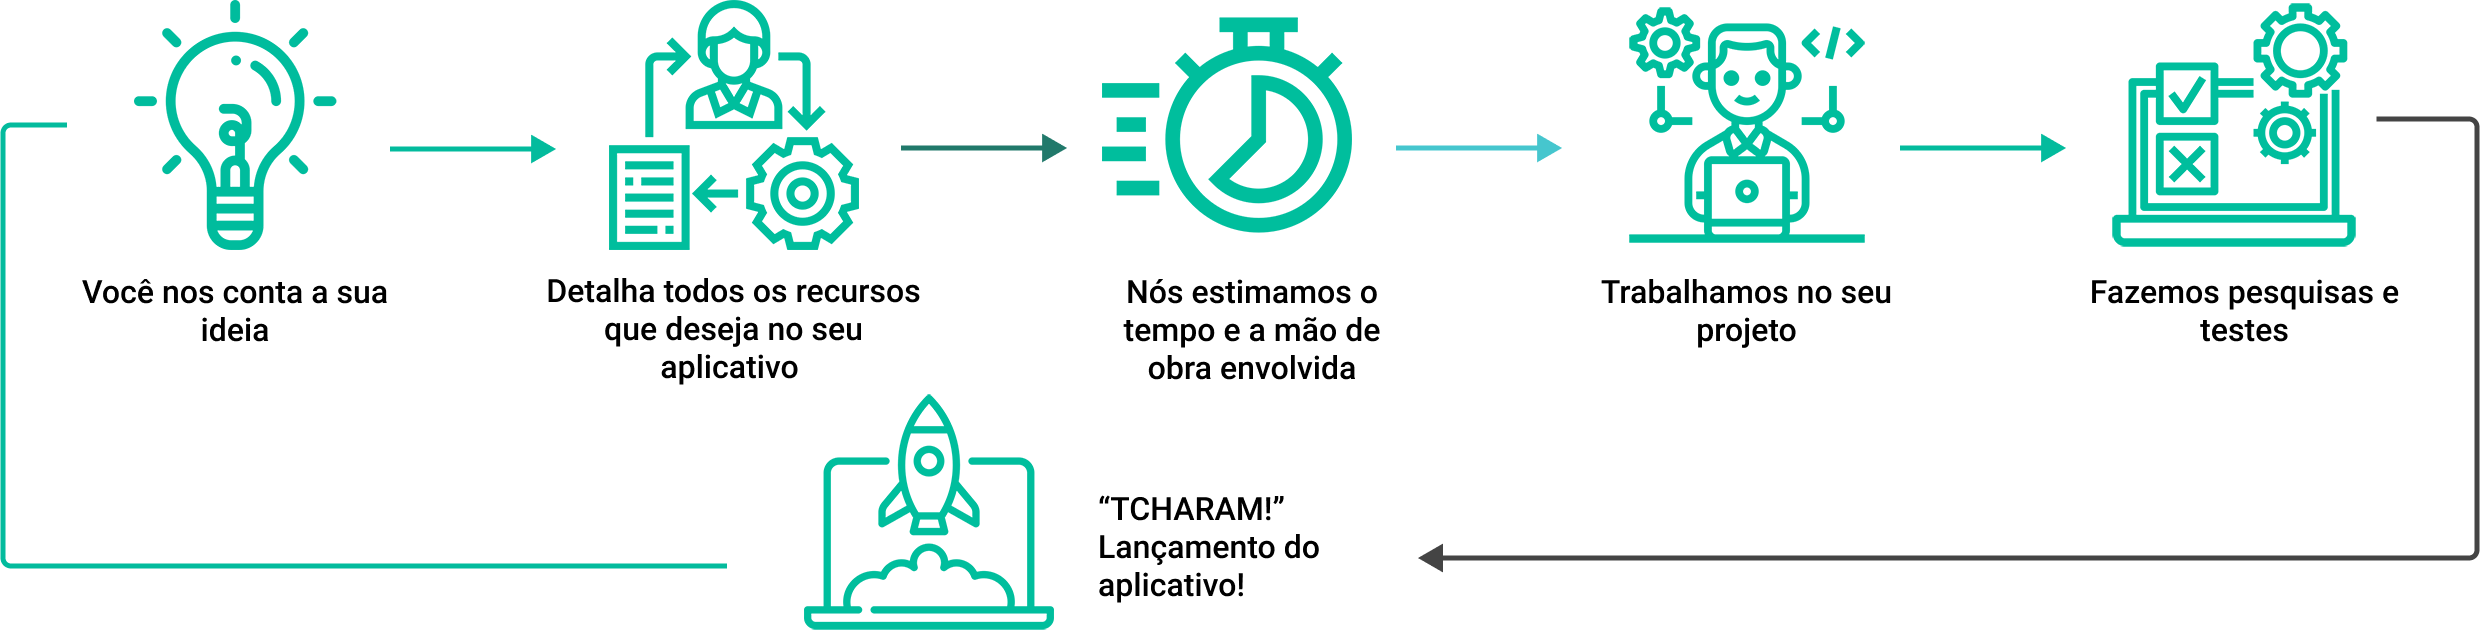 Você nos conta a sua
ideia
Detalha todos os recursos
que deseja no seu
aplicativo
Nós estimamos o
tempo e a mão de
obra envolvida
Trabalhamos no seu
projeto
Fazemos pesquisas e
testes
“TCHARAM!”
Lançamento do
aplicativo!